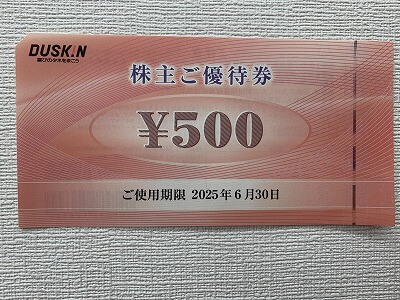 DUSKIN
喜びのタネをまこう
株主ご優待券
¥500
ご使用期限 2025年6月30日